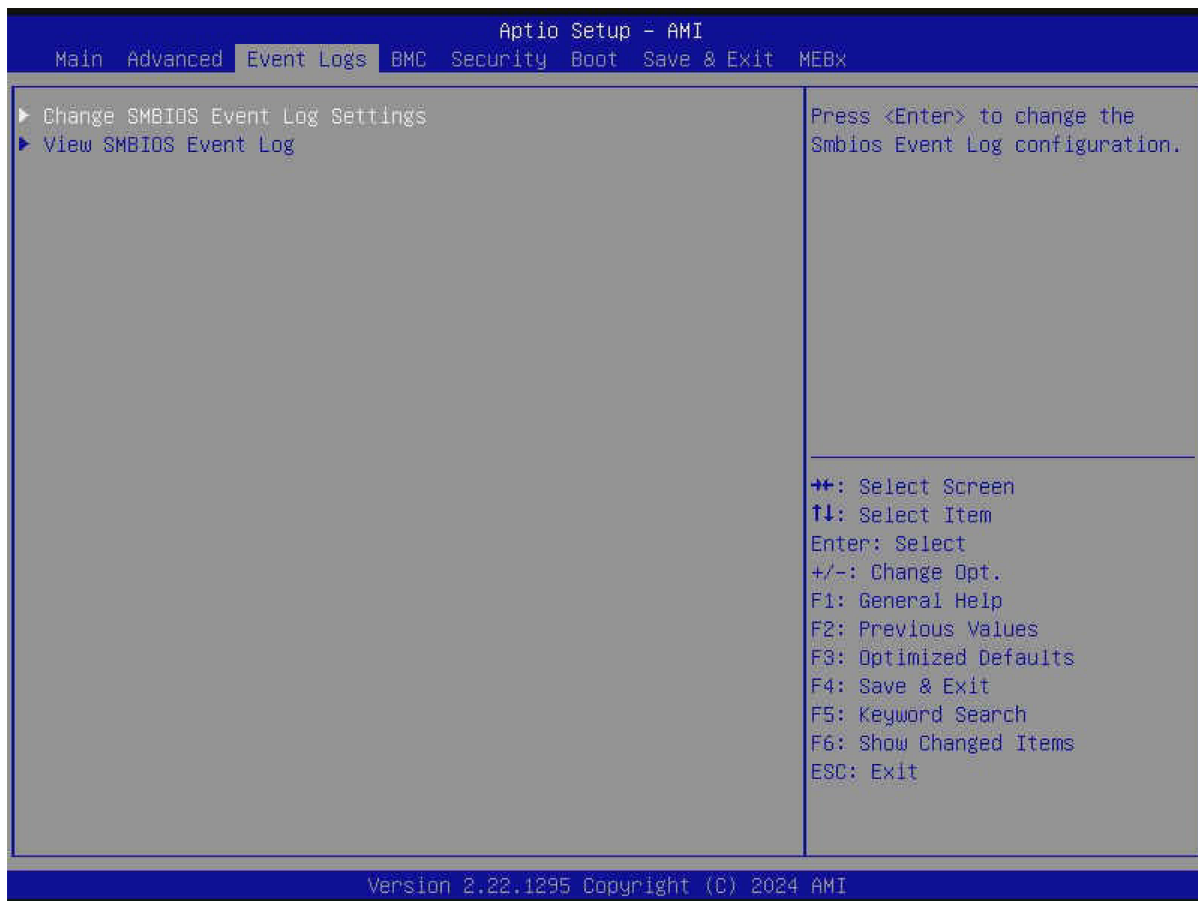 Aptio Setup – AMI
Main Advanced Event Logs BMC Security Boot Save & Exit MEBx
▶ Change SMBIOS Event Log Settings
▶ View SMBIOS Event Log
Press <Enter> to change the
Smbios Event Log configuration.
→←: Select Screen
↑↓: Select Item
Enter: Select
+/-: Change Opt.
F1: General Help
F2: Previous Values
F3: Optimized Defaults
F4: Save & Exit
F5: Keyword Search
F6: Show Changed Items
ESC: Exit
Version 2.22.1295 Copyright (C) 2024 AMI